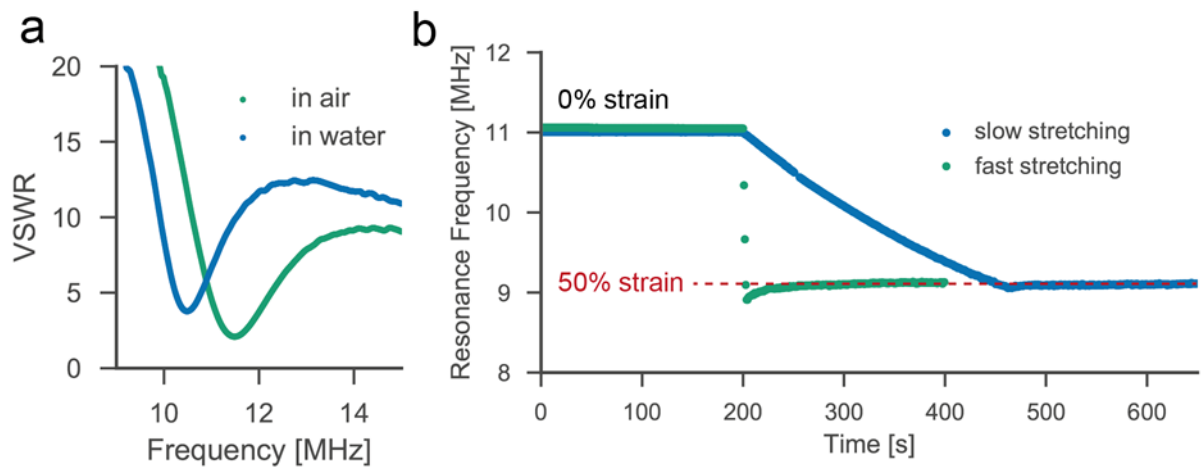 a
20
15
10
5
0
VSWR
in air
in water
10 12 14
Frequency [MHz]
b
12
11
10
9
8
Resonance Frequency [MHz]
0% strain
50% strain
slow stretching
fast stretching
0 100 200 300 400 500 600
Time [s]